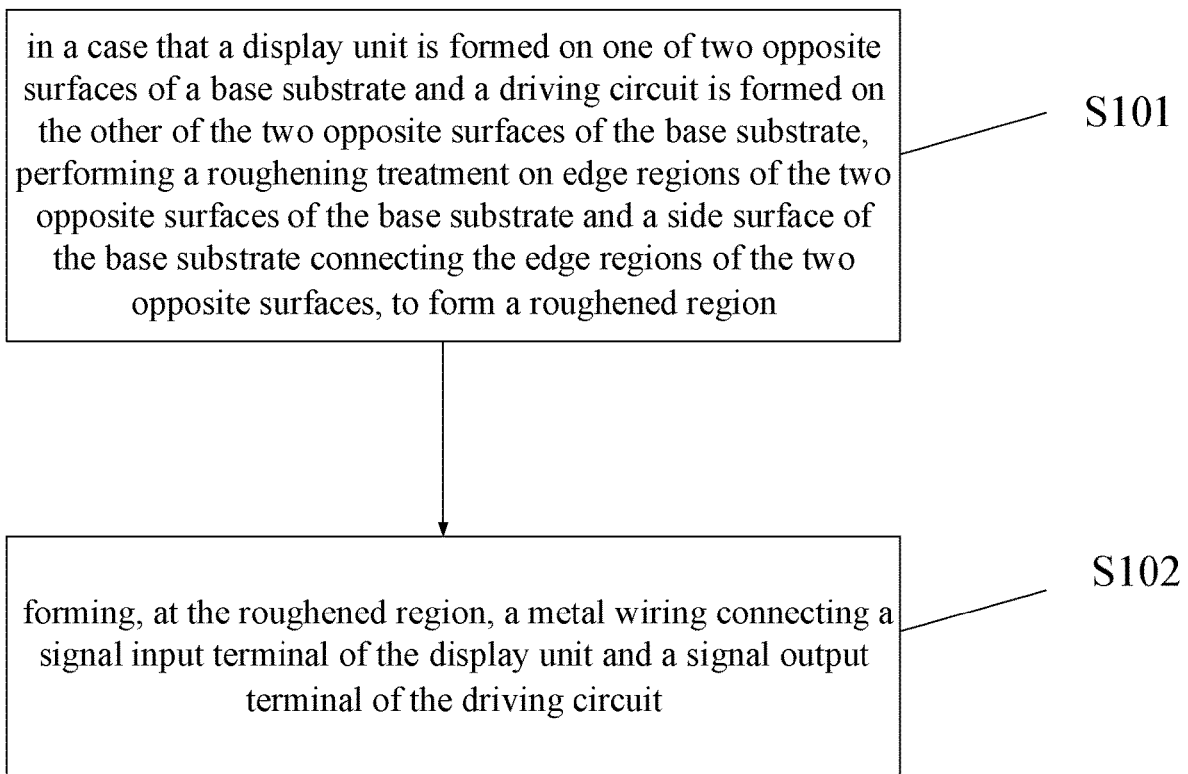 in a case that a display unit is formed on one of two opposite
surfaces of a base substrate and a driving circuit is formed on
the other of the two opposite surfaces of the base substrate,
performing a roughening treatment on edge regions of the two
opposite surfaces of the base substrate and a side surface of
the base substrate connecting the edge regions of the two
opposite surfaces, to form a roughened region
S101
forming, at the roughened region, a metal wiring connecting a
signal input terminal of the display unit and a signal output
terminal of the driving circuit
S102